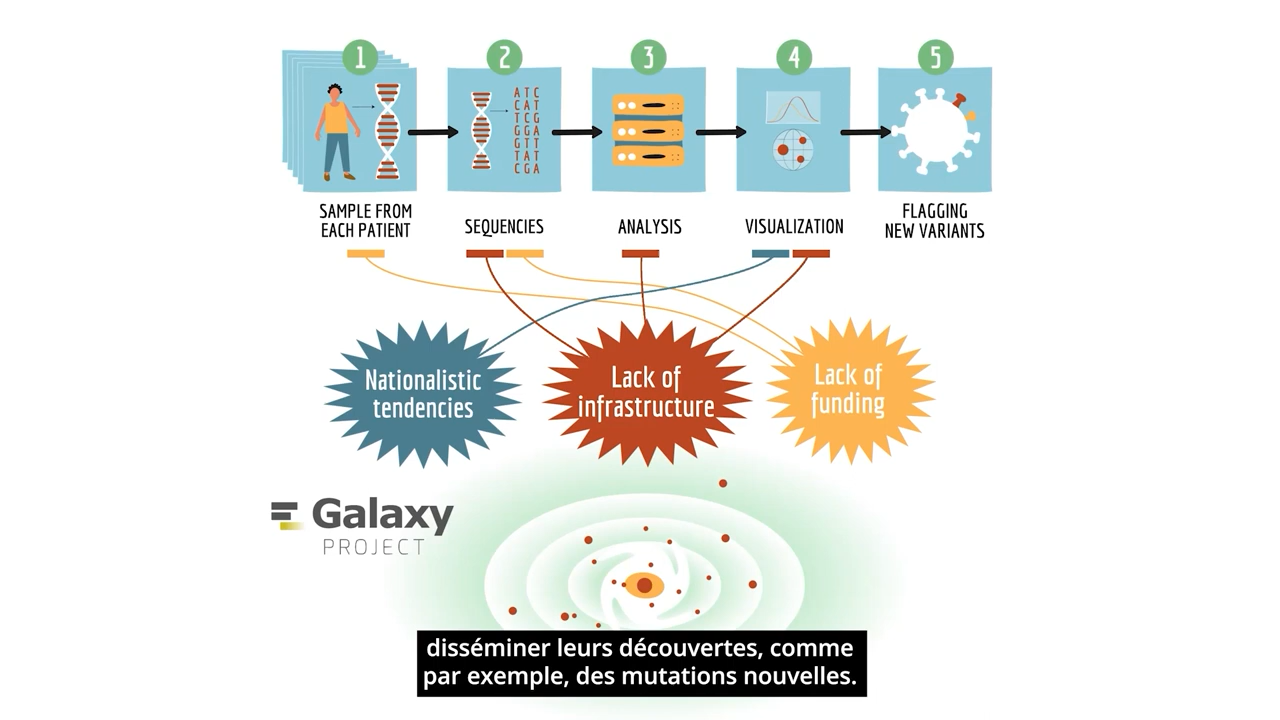 1
2
3
4
5
ATC
CAT
TCG
GGA
GTT
TAT
CGA
SAMPLE FROM
EACH PATIENT
SEQUENCIES
ANALYSIS
VISUALIZATION
FLAGGING
NEW VARIANTS
Nationalistic
tendencies
Lack of
infrastructure
Lack of
funding
Galaxy
PROJECT
disséminer leurs découvertes, comme
par exemple, des mutations nouvelles.